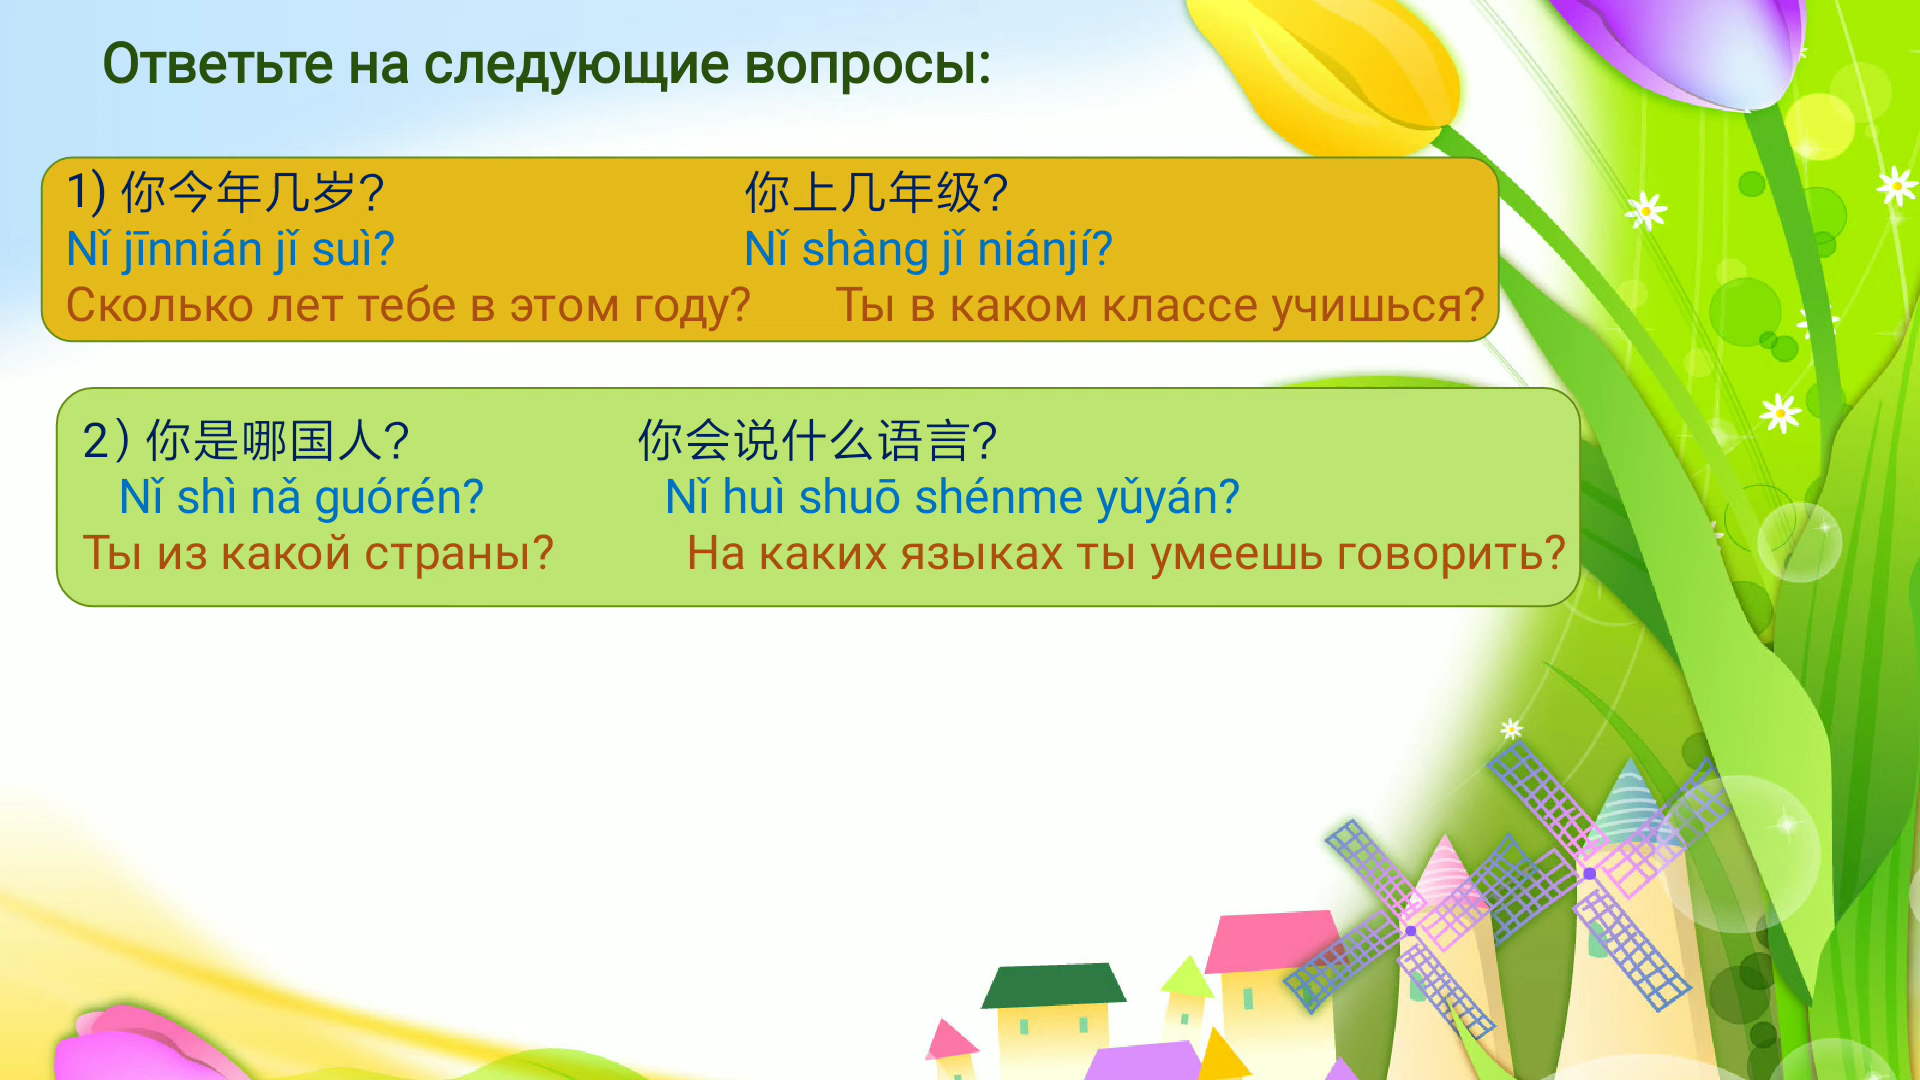 Ответьте на следующие вопросы:
1) 你今年几岁? 你上几年级?
Nǐ jīnnián jǐ suì? Nǐ shàng jǐ niánjí?
Сколько лет тебе в этом году? Ты в каком классе учишься?
2) 你是哪国人? 你会说什么语言?
Nǐ shì nǎ guórén? Nǐ huì shuō shénme yǔyán?
Ты из какой страны? На каких языках ты умеешь говорить?